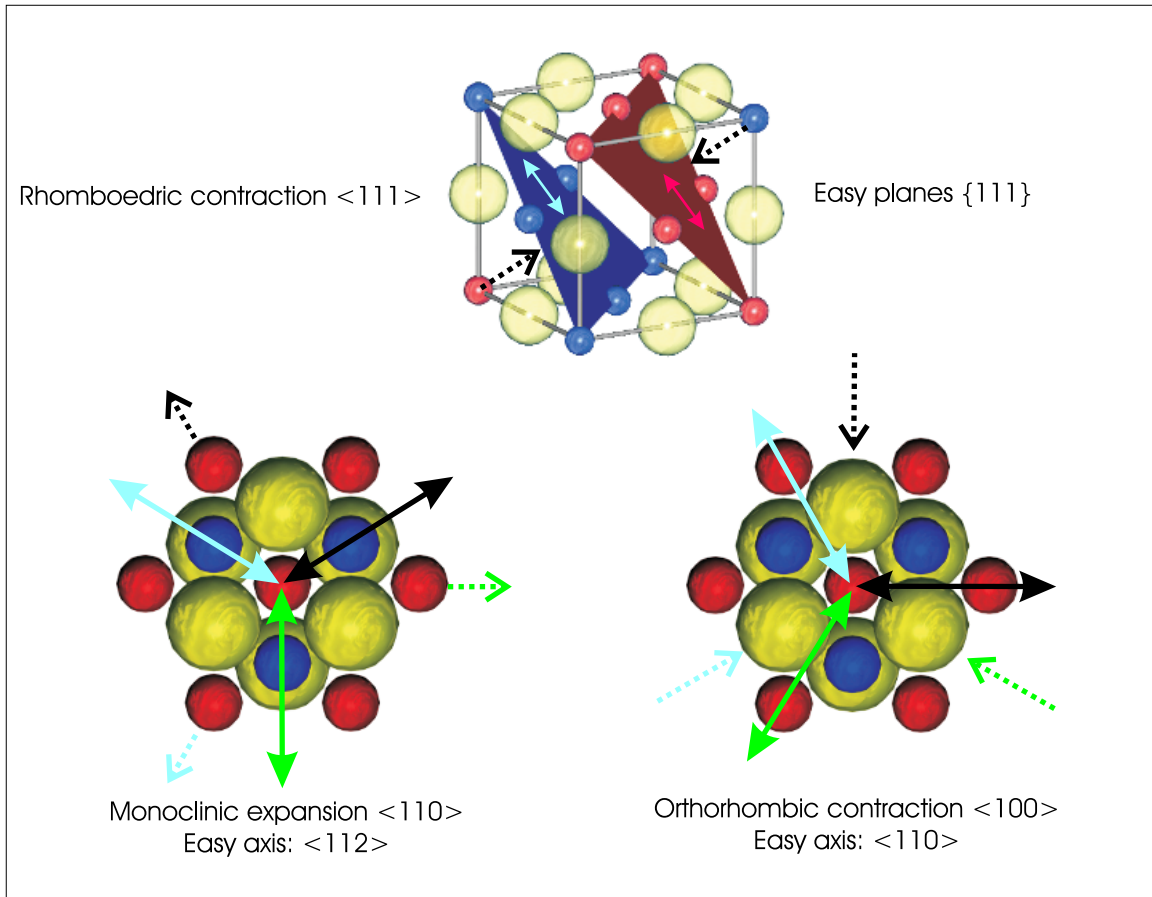 Rhomboedric contraction <111>
Easy planes {111}
Monoclinic expansion <110>
Easy axis: <112>
Orthorhombic contraction <100>
Easy axis: <110>